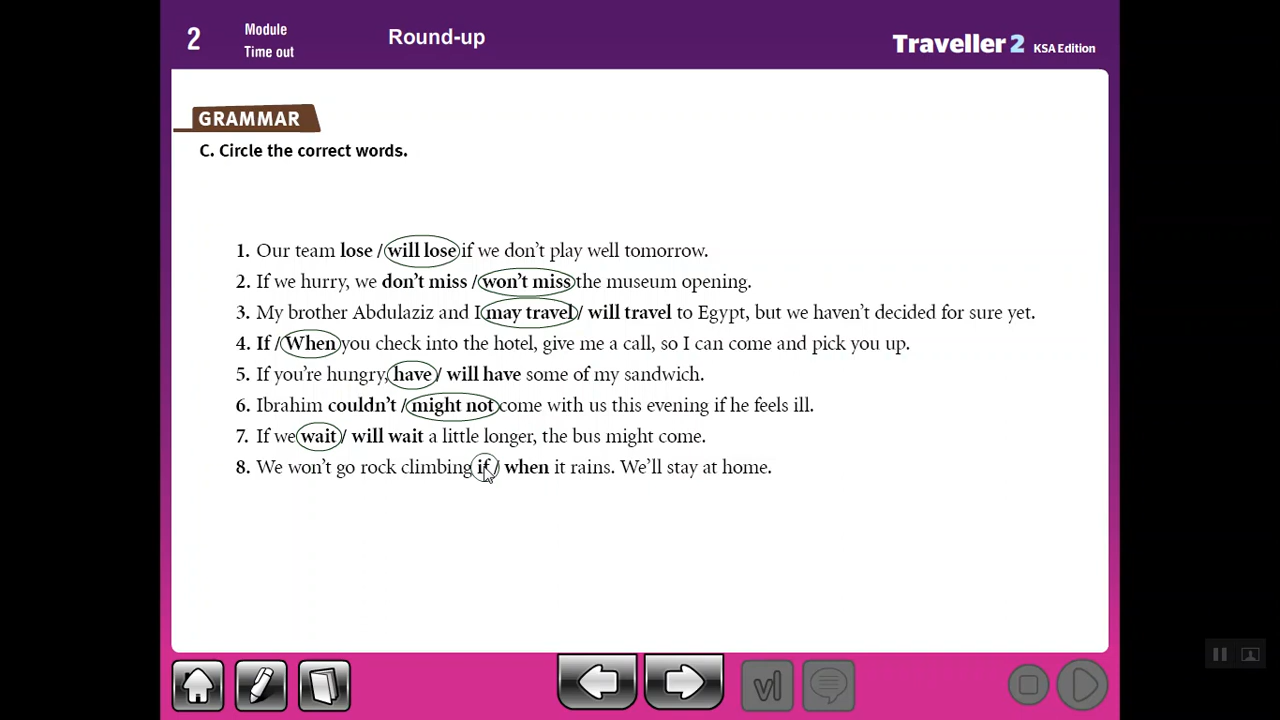 2
Module
Time out
Round-up
Traveller 2 KSA Edition
GRAMMAR
C. Circle the correct words.
1. Our team lose / will lose if we don't play well tomorrow.
2. If we hurry, we don't miss / won't miss the museum opening.
3. My brother Abdulaziz and I may travel / will travel to Egypt, but we haven't decided for sure yet.
4. If / When you check into the hotel, give me a call, so I can come and pick you up.
5. If you're hungry, have / will have some of my sandwich.
6. Ibrahim couldn't / might not come with us this evening if he feels ill.
7. If we wait / will wait a little longer, the bus might come.
8. We won't go rock climbing if / when it rains. We'll stay at home.
vl